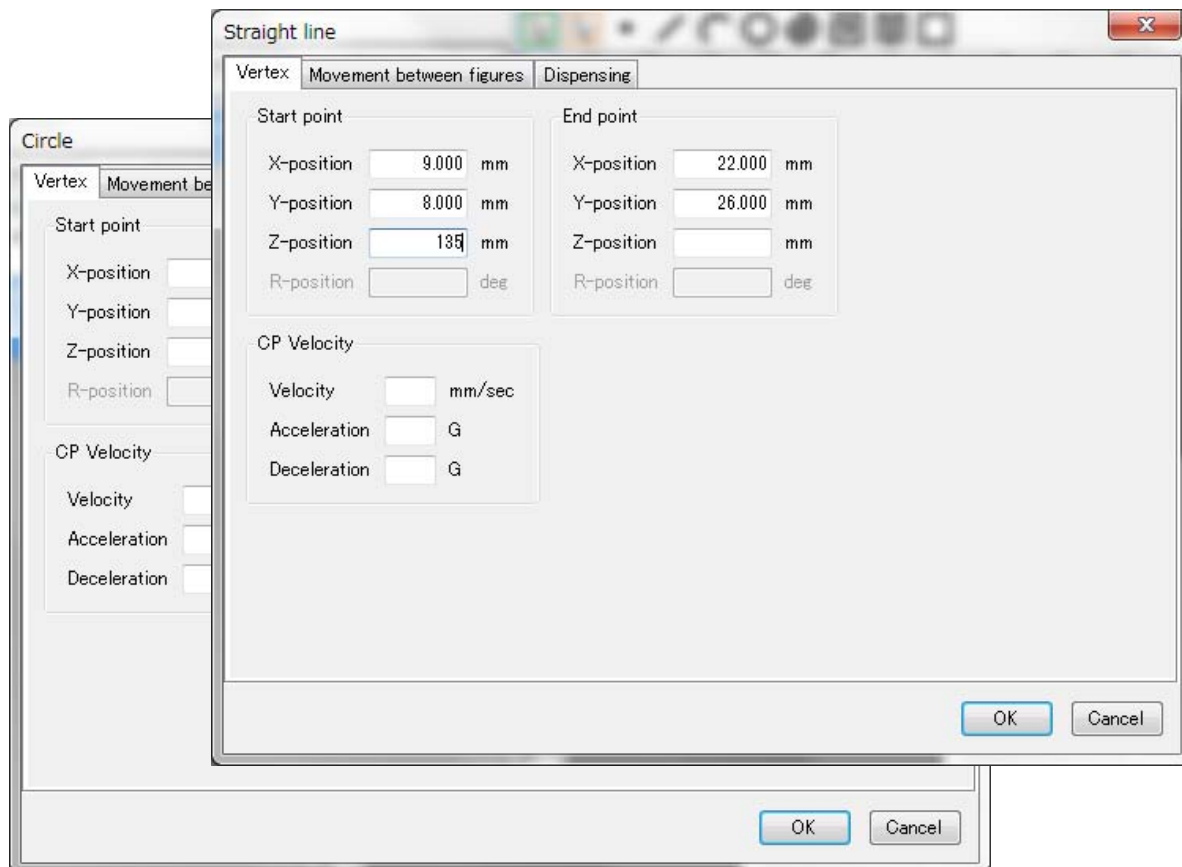 Straight line
Vertex Movement between figures Dispensing
Start point End point
X-position 9.000 mm X-position 22.000 mm
Y-position 8.000 mm Y-position 26.000 mm
Z-position 135 mm Z-position mm
R-position deg R-position deg
CP Velocity
Velocity mm/sec
Acceleration G
Deceleration G
OK Cancel
Circle
Vertex Movement be
Start point
X-position
Y-position
Z-position
R-position
CP Velocity
Velocity
Acceleration
Deceleration
OK Cancel